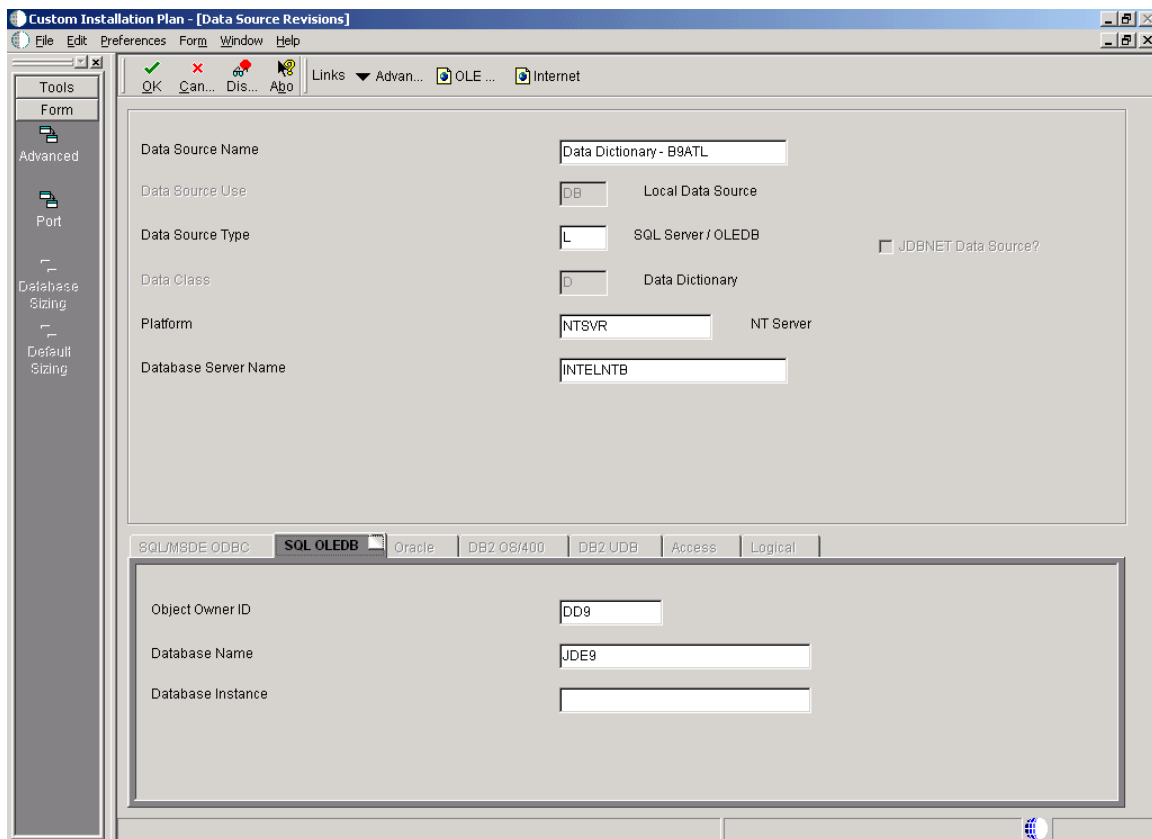 Custom Installation Plan - [Data Source Revisions]
File Edit Preferences Form Window Help
OK Can... Dis... Abo Links Advan... OLE ... Internet
Tools
Form
Advanced
Port
Database Sizing
Default Sizing
Data Source Name Data Dictionary - B9ATL
Data Source Use DB Local Data Source
Data Source Type L SQL Server / OLEDB
JDBNET Data Source?
Data Class D Data Dictionary
Platform NTSVR NT Server
Database Server Name INTELNTB
SQL/MSDE ODBC SQL OLEDB Oracle DB2 OS/400 DB2 UDB Access Logical
Object Owner ID DD9
Database Name JDE9
Database Instance